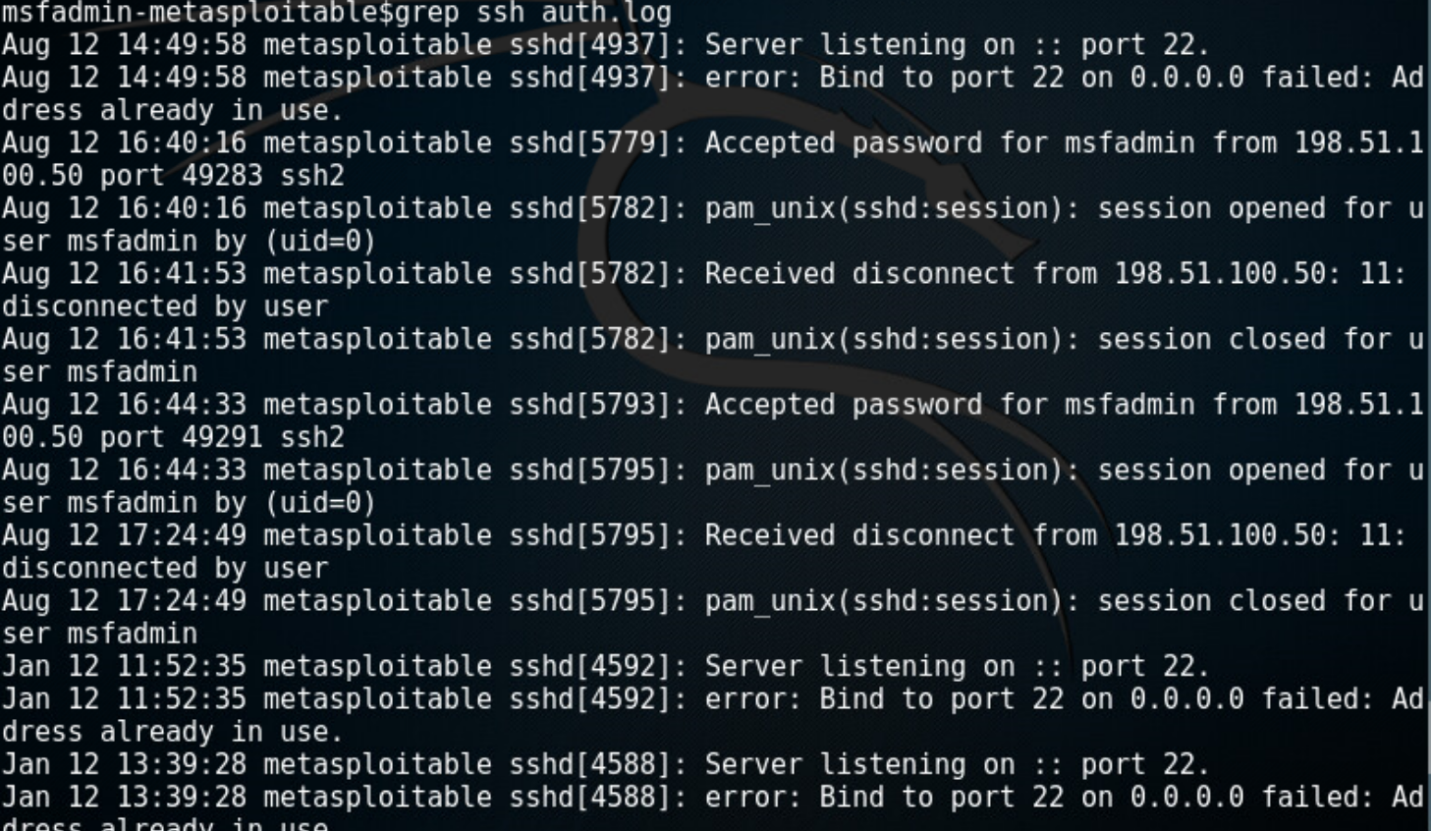 msfadmin-metasploitable$grep ssh auth.log
Aug 12 14:49:58 metasploitable sshd[4937]: Server listening on :: port 22.
Aug 12 14:49:58 metasploitable sshd[4937]: error: Bind to port 22 on 0.0.0.0 failed: Ad
dress already in use.
Aug 12 16:40:16 metasploitable sshd[5779]: Accepted password for msfadmin from 198.51.1
00.50 port 49283 ssh2
Aug 12 16:40:16 metasploitable sshd[5782]: pam_unix(sshd:session): session opened for u
ser msfadmin by (uid=0)
Aug 12 16:41:53 metasploitable sshd[5782]: Received disconnect from 198.51.100.50: 11:
disconnected by user
Aug 12 16:41:53 metasploitable sshd[5782]: pam_unix(sshd:session): session closed for u
ser msfadmin
Aug 12 16:44:33 metasploitable sshd[5793]: Accepted password for msfadmin from 198.51.1
00.50 port 49291 ssh2
Aug 12 16:44:33 metasploitable sshd[5795]: pam_unix(sshd:session): session opened for u
ser msfadmin by (uid=0)
Aug 12 17:24:49 metasploitable sshd[5795]: Received disconnect from 198.51.100.50: 11:
disconnected by user
Aug 12 17:24:49 metasploitable sshd[5795]: pam_unix(sshd:session): session closed for u
ser msfadmin
Jan 12 11:52:35 metasploitable sshd[4592]: Server listening on :: port 22.
Jan 12 11:52:35 metasploitable sshd[4592]: error: Bind to port 22 on 0.0.0.0 failed: Ad
dress already in use.
Jan 12 13:39:28 metasploitable sshd[4588]: Server listening on :: port 22.
Jan 12 13:39:28 metasploitable sshd[4588]: error: Bind to port 22 on 0.0.0.0 failed: Ad
dress already in use